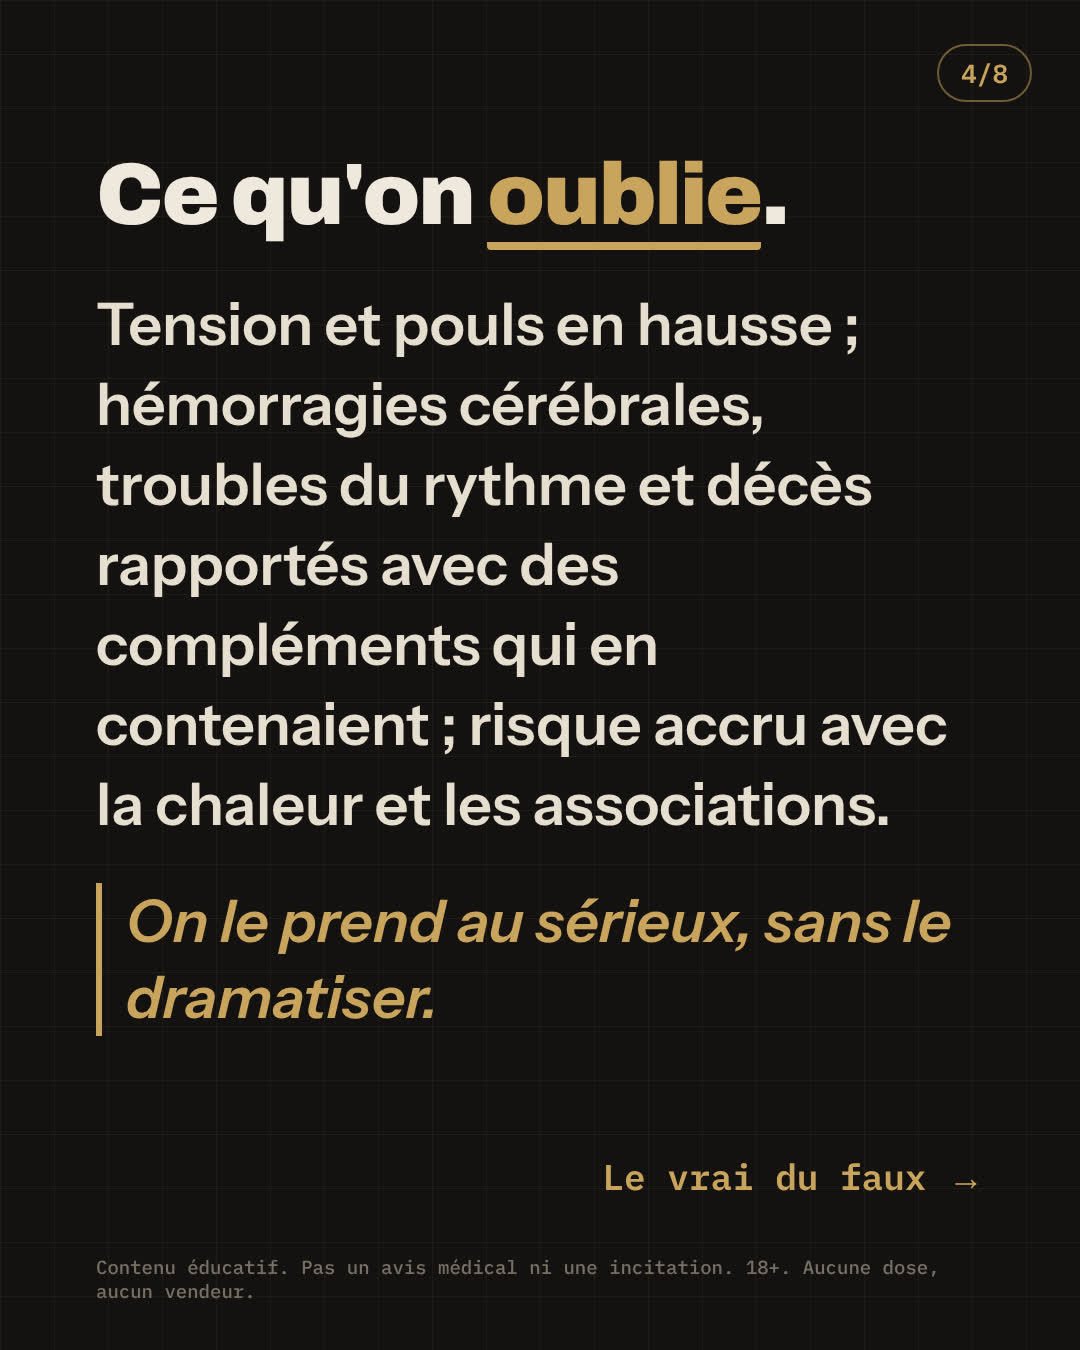 4/8
Ce qu'on oublie.
Tension et pouls en hausse ;
hémorragies cérébrales,
troubles du rythme et décès
rapportés avec des
compléments qui en
contenaient ; risque accru avec
la chaleur et les associations.
On le prend au sérieux, sans le
dramatiser.
Le vrai du faux →
Contenu éducatif. Pas un avis médical ni une incitation. 18+. Aucune dose,
aucun vendeur.